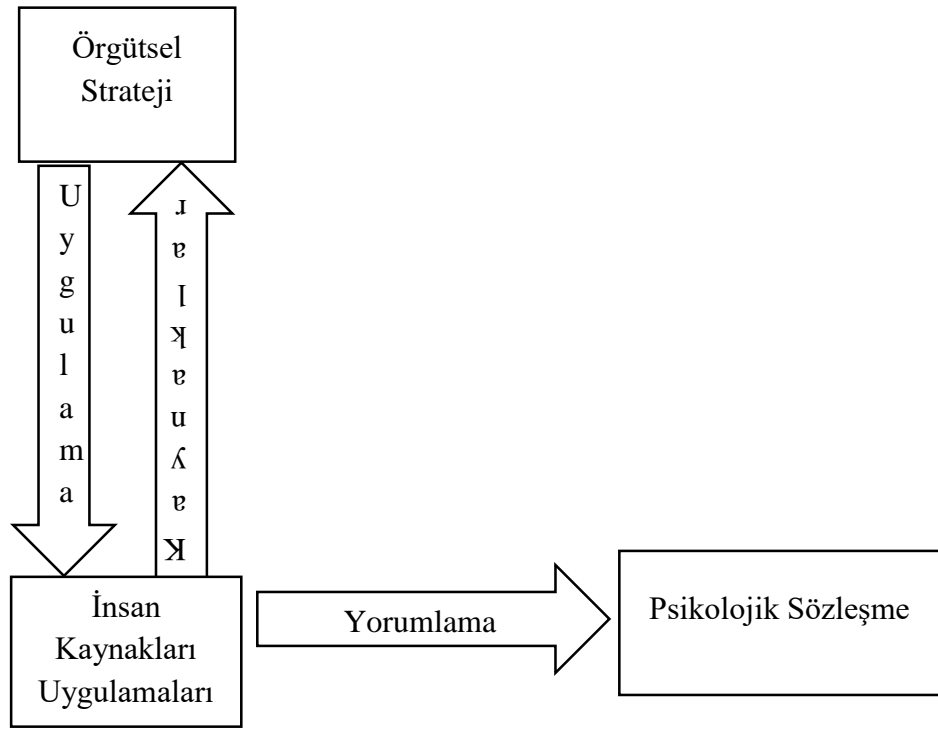 Örgütsel
Strateji
Uygulama
Kaynaklar
İnsan
Kaynakları
Uygulamaları
Yorumlama
Psikolojik Sözleşme